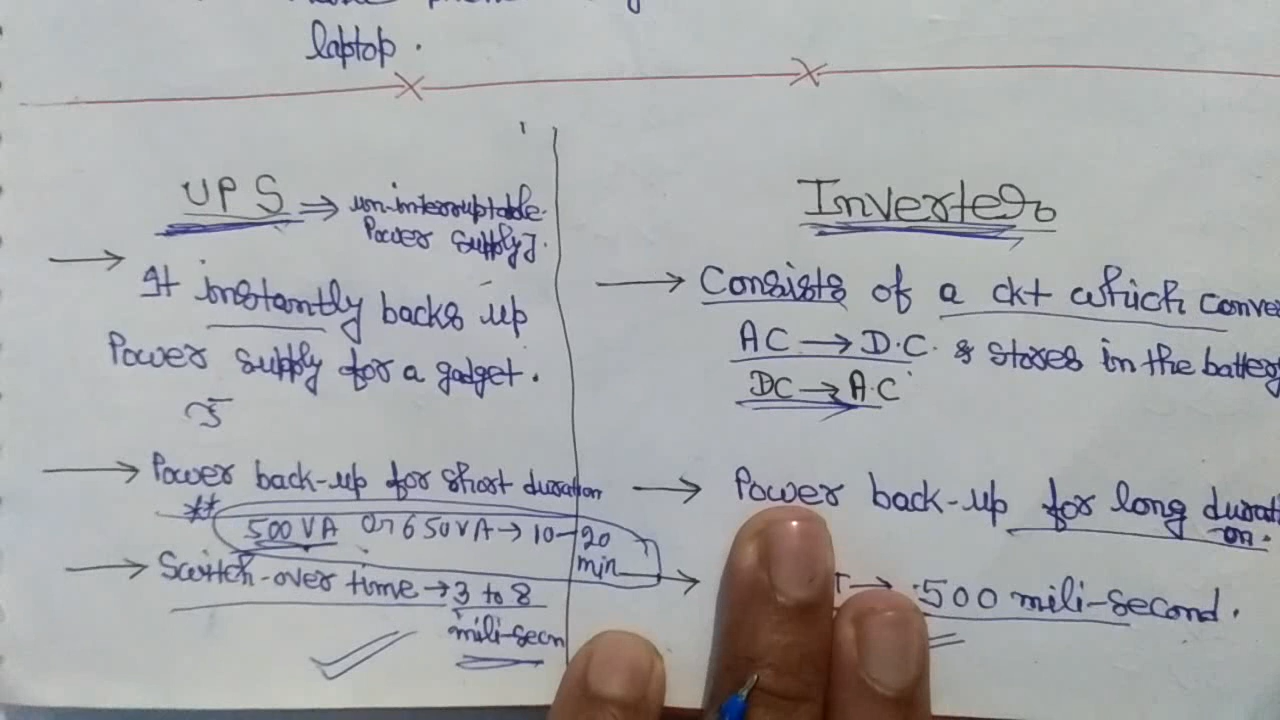 laptop.
UPS ⇒ un-interruptable
Power supply].
→ It instantly backs up
Power supply for a gadget.
→ Power back-up for short duration
** 500 VA Or 650 VA → 10-20
min
→ Switch-over time → 3 to 8
mili-secn
Inverter
→ Consists of a ckt which conve
AC → D.C. & stores in the battery
DC → A.C
→ Power back-up for long durati
on.
→ T → 500 mili-second.